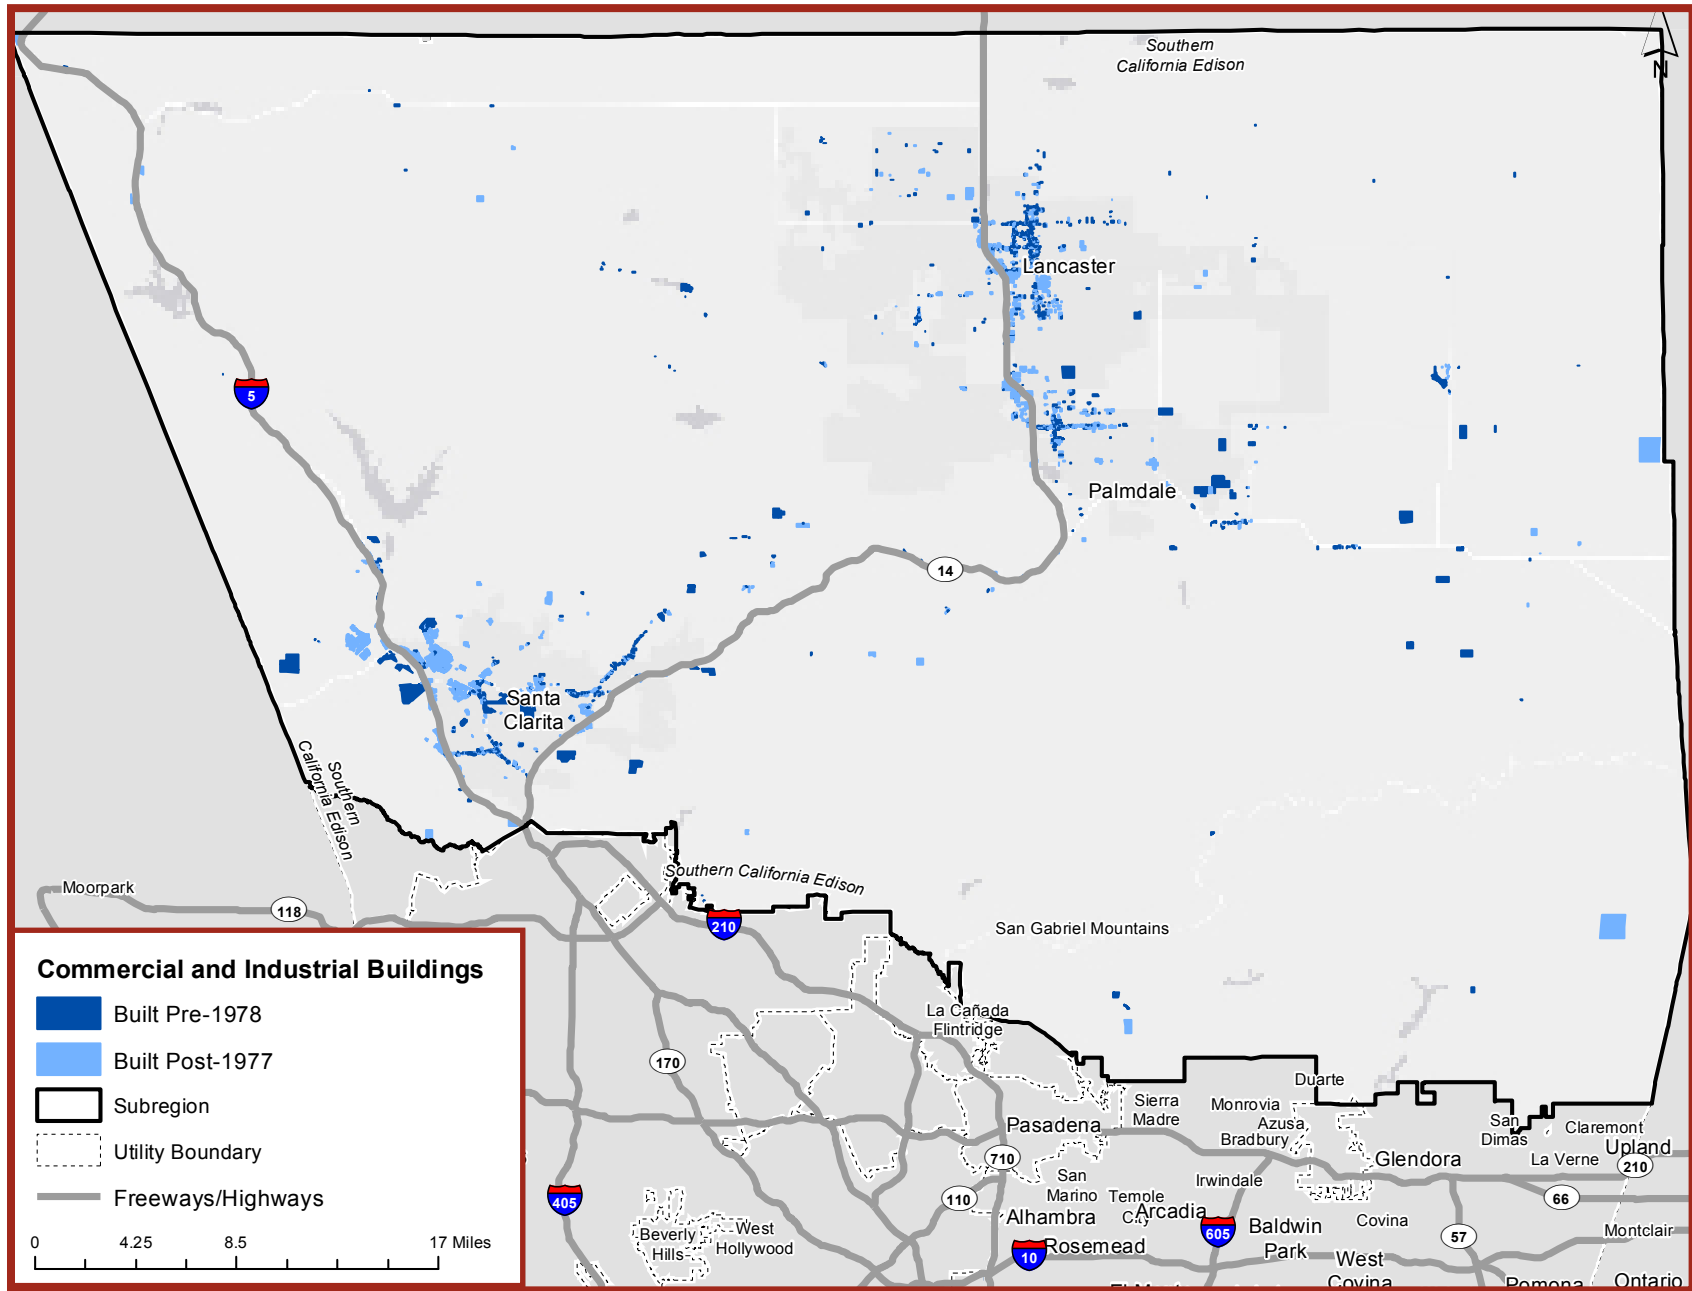 Southern
California Edison
N
Lancaster
5
Palmdale
14
Santa
Clarita
Southern
California Edison
Southern California Edison
Moorpark
118
210
San Gabriel Mountains
La Cañada
Flintridge
Commercial and Industrial Buildings
Built Pre-1978
Built Post-1977
Subregion
Utility Boundary
Freeways/Highways
0
4.25
8.5
17 Miles
170
405
Duarte
Sierra
Madre
Monrovia
Azusa
Bradbury
San
Dimas
Claremont
Upland
La Verne
210
Pasadena
710
Glendora
San
Marino
Irwindale
110
Temple
City
Arcadia
66
Alhambra
605
Baldwin
Park
Covina
57
Montclair
Beverly
Hills
West
Hollywood
10
Rosemead
West
Covina
Pomona
Ontario